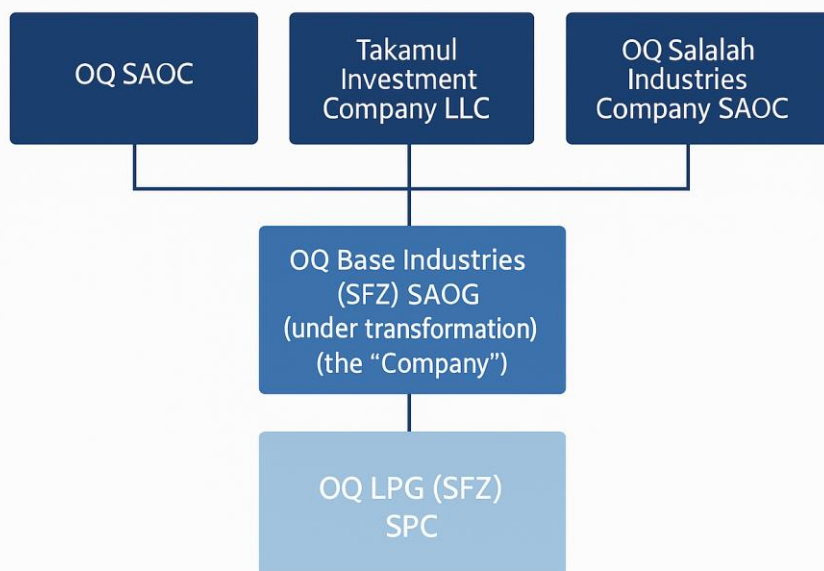 OQ SAOC
Takamul
Investment
Company LLC
OQ Salalah
Industries
Company SAOC
OQ Base Industries
(SFZ) SAOG
(under transformation)
(the “Company”)
OQ LPG (SFZ)
SPC